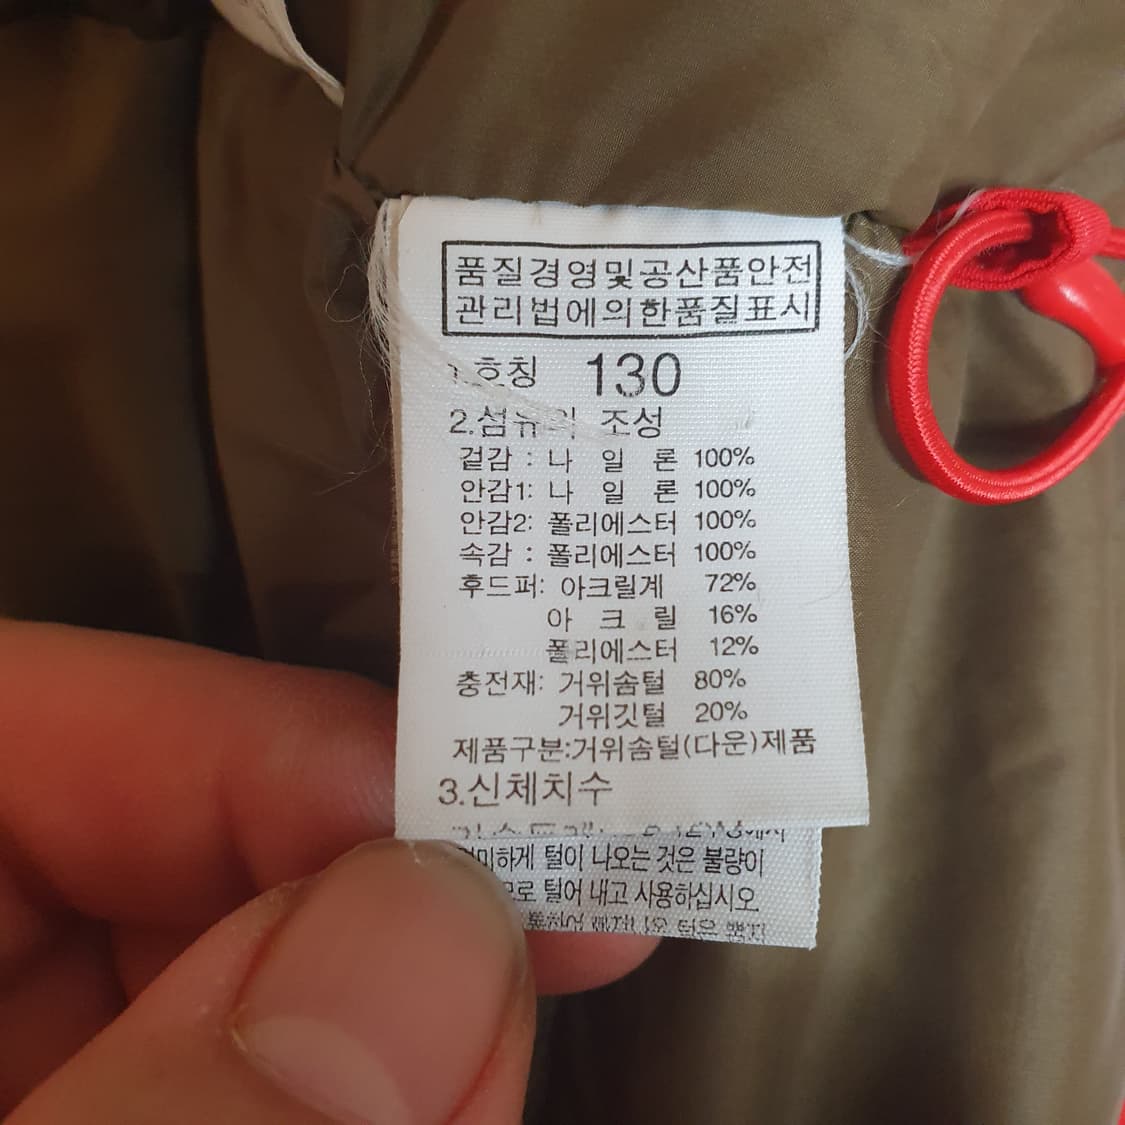 품질경영및공산품안전
관리법에의한품질표시
1.호칭 130
2.섬유의 조성
겉감 : 나 일 론 100%
안감1: 나 일 론 100%
안감2: 폴리에스터 100%
속감 : 폴리에스터 100%
후드퍼: 아크릴계 72%
아 크 릴 16%
폴리에스터 12%
충전재: 거위솜털 80%
거위깃털 20%
제품구분:거위솜털(다운)제품
3.신체치수
털이 나오는 것은 불량이
털어 내고 사용하십시오